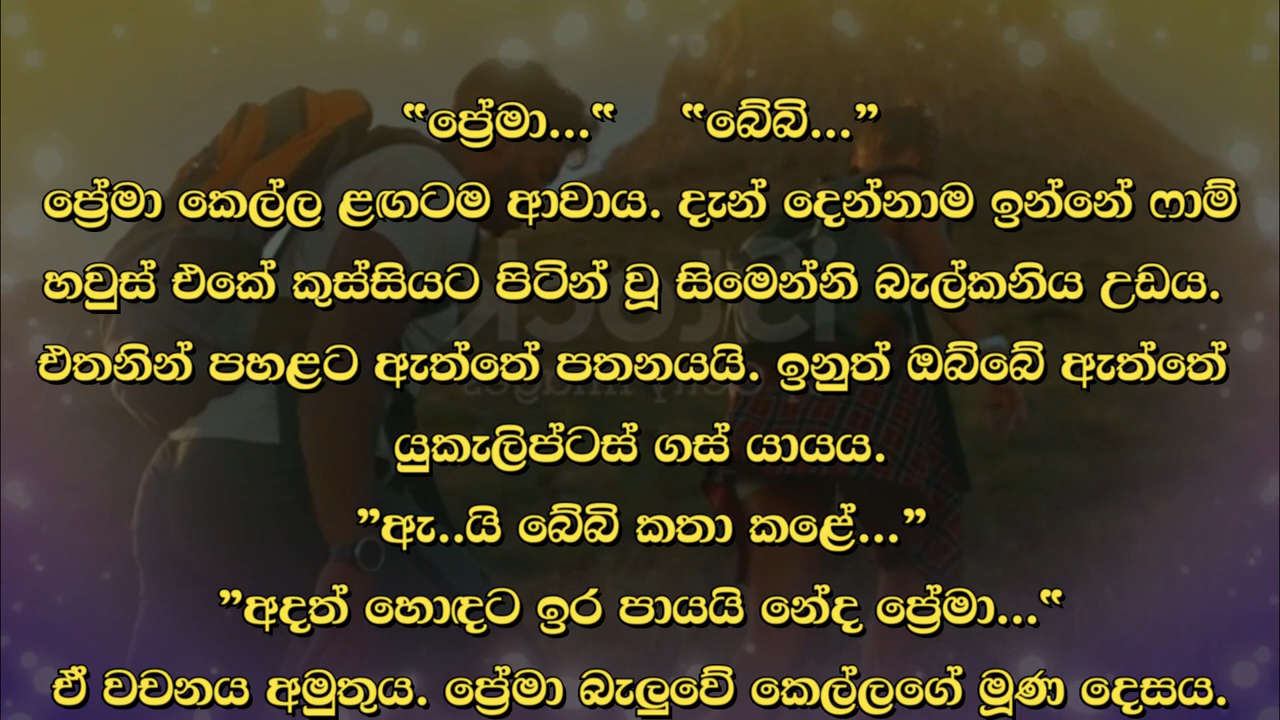 “ප්‍රේමා...“ “බේබි...”
ප්‍රේමා කෙල්ල ළඟටම ආවාය. දැන් දෙන්නාම ඉන්නේ ෆාම්
හවුස් එකේ කුස්සියට පිටින් වූ සිමෙන්නි බැල්කනිය උඩය.
එතනින් පහළට ඇත්තේ පතනයයි. ඉනුත් ඔබ්බේ ඇත්තේ
යුකැලිප්ටස් ගස් යායය.
”ඇ..යි බේබි කතා කළේ...”
”අදත් හොඳට ඉර පායයි නේද ප්‍රේමා...“
ඒ වචනය අමුතුය. ප්‍රේමා බැලුවේ කෙල්ලගේ මූණ දෙසය.